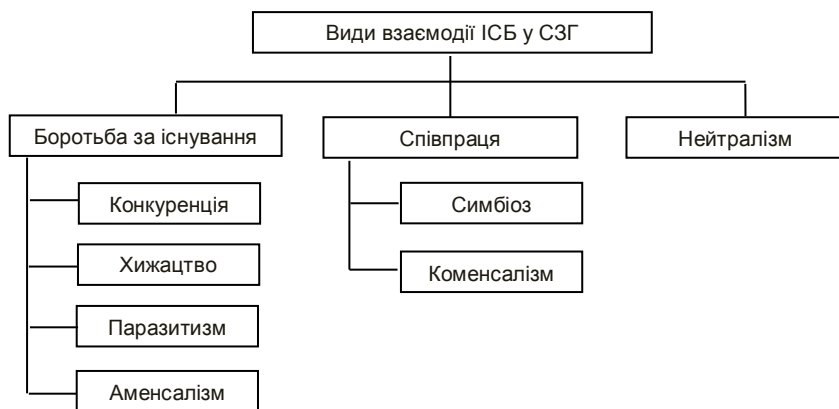 Види взаємодії ІСБ у СЗГ
Боротьба за існування
Співпраця
Нейтралізм
Конкуренція
Симбіоз
Хижацтво
Коменсалізм
Паразитизм
Аменсалізм